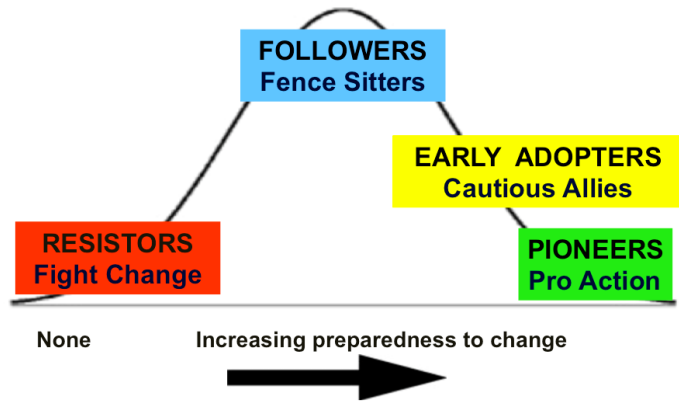 FOLLOWERS
Fence Sitters
EARLY ADOPTERS
Cautious Allies
RESISTORS
Fight Change
PIONEERS
Pro Action
None
Increasing preparedness to change